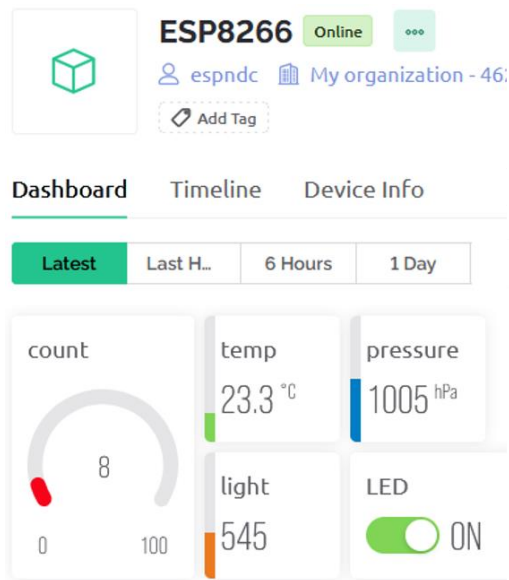 ESP8266 Online
espndc My organization - 462
Add Tag
Dashboard Timeline Device Info
Latest Last H... 6 Hours 1 Day
count
8
0 100
temp
23.3 °C
pressure
1005 hPa
light
545
LED
ON